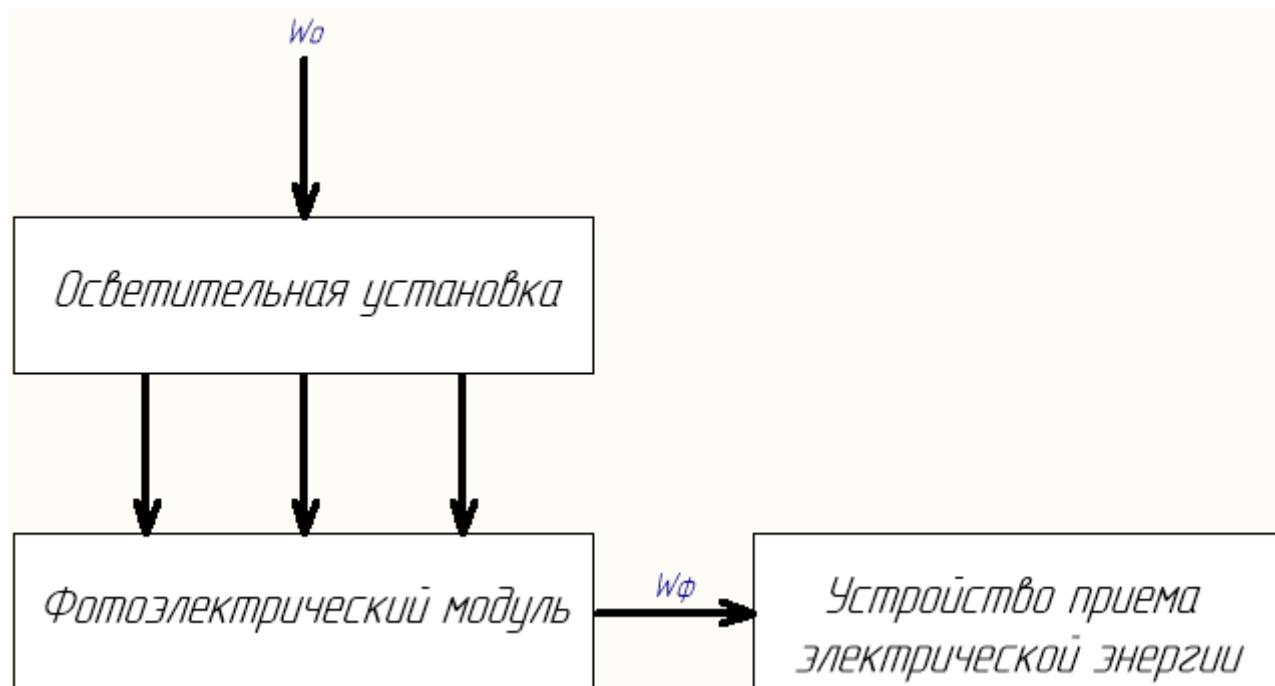 Wo
Осветительная установка
Фотоэлектрический модуль
Wф
Устройство приема
электрической энергии